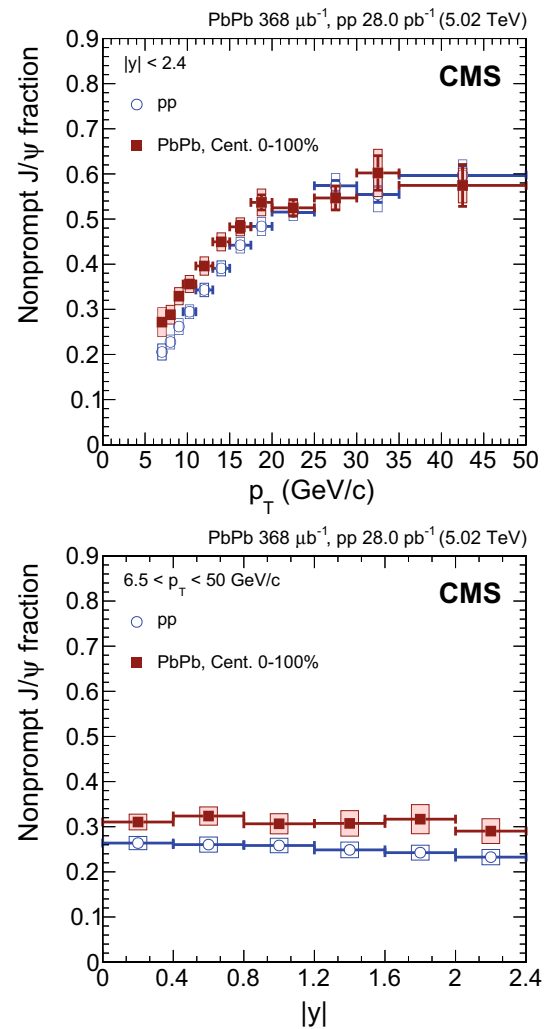 PbPb 368 μb⁻¹, pp 28.0 pb⁻¹ (5.02 TeV)
0.9
|y| < 2.4
CMS
0.8
pp
0.7
PbPb, Cent. 0-100%
0.6
0.5
0.4
0.3
0.2
0.1
0
Nonprompt J/ψ fraction
0 5 10 15 20 25 30 35 40 45 50
p_T (GeV/c)
PbPb 368 μb⁻¹, pp 28.0 pb⁻¹ (5.02 TeV)
0.9
6.5 < p_T < 50 GeV/c
CMS
0.8
pp
0.7
PbPb, Cent. 0-100%
0.6
0.5
0.4
0.3
0.2
0.1
0
Nonprompt J/ψ fraction
0 0.4 0.8 1.2 1.6 2 2.4
|y|